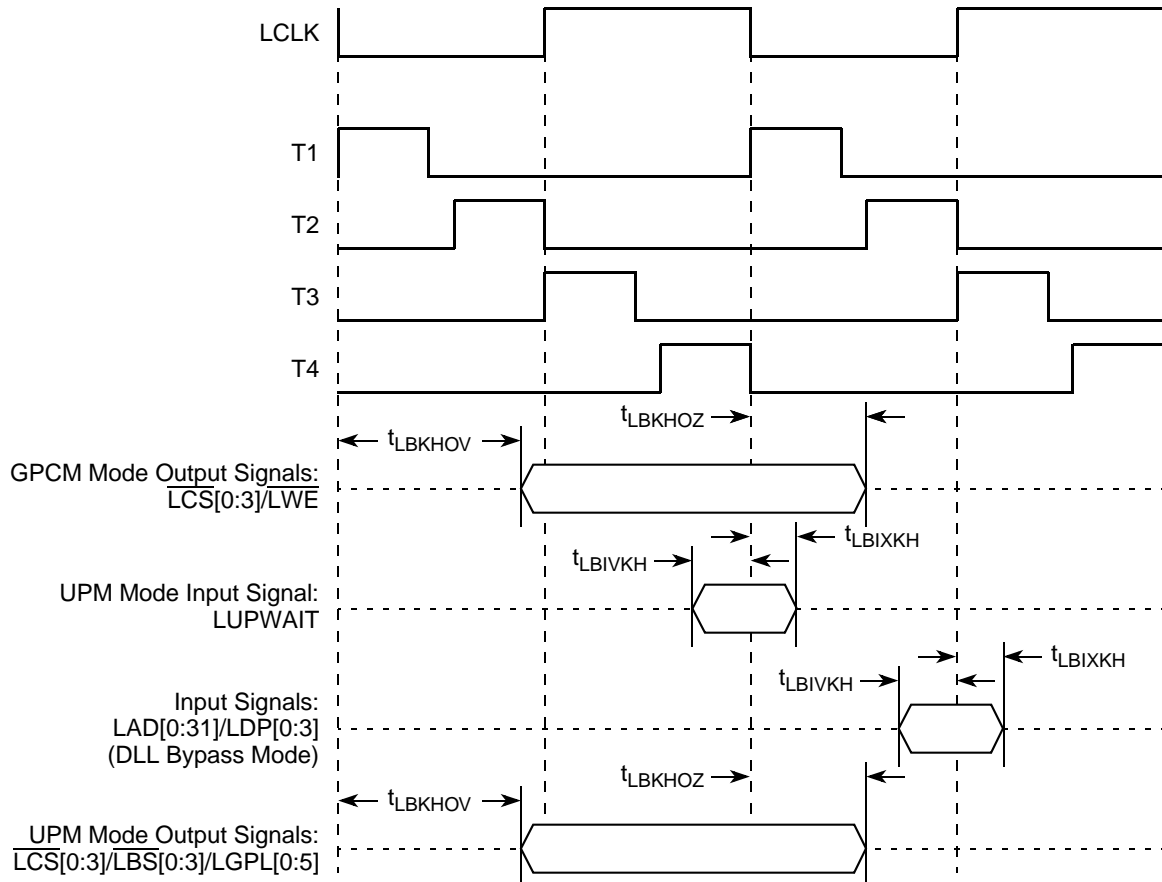 LCLK
T1
T2
T3
T4
tLBKHOZ
tLBKHOV
GPCM Mode Output Signals:
LCS[0:3]/LWE
tLBIXKH
tLBIVKH
UPM Mode Input Signal:
LUPWAIT
tLBIXKH
tLBIVKH
Input Signals:
LAD[0:31]/LDP[0:3]
(DLL Bypass Mode)
tLBKHOZ
tLBKHOV
UPM Mode Output Signals:
LCS[0:3]/LBS[0:3]/LGPL[0:5]